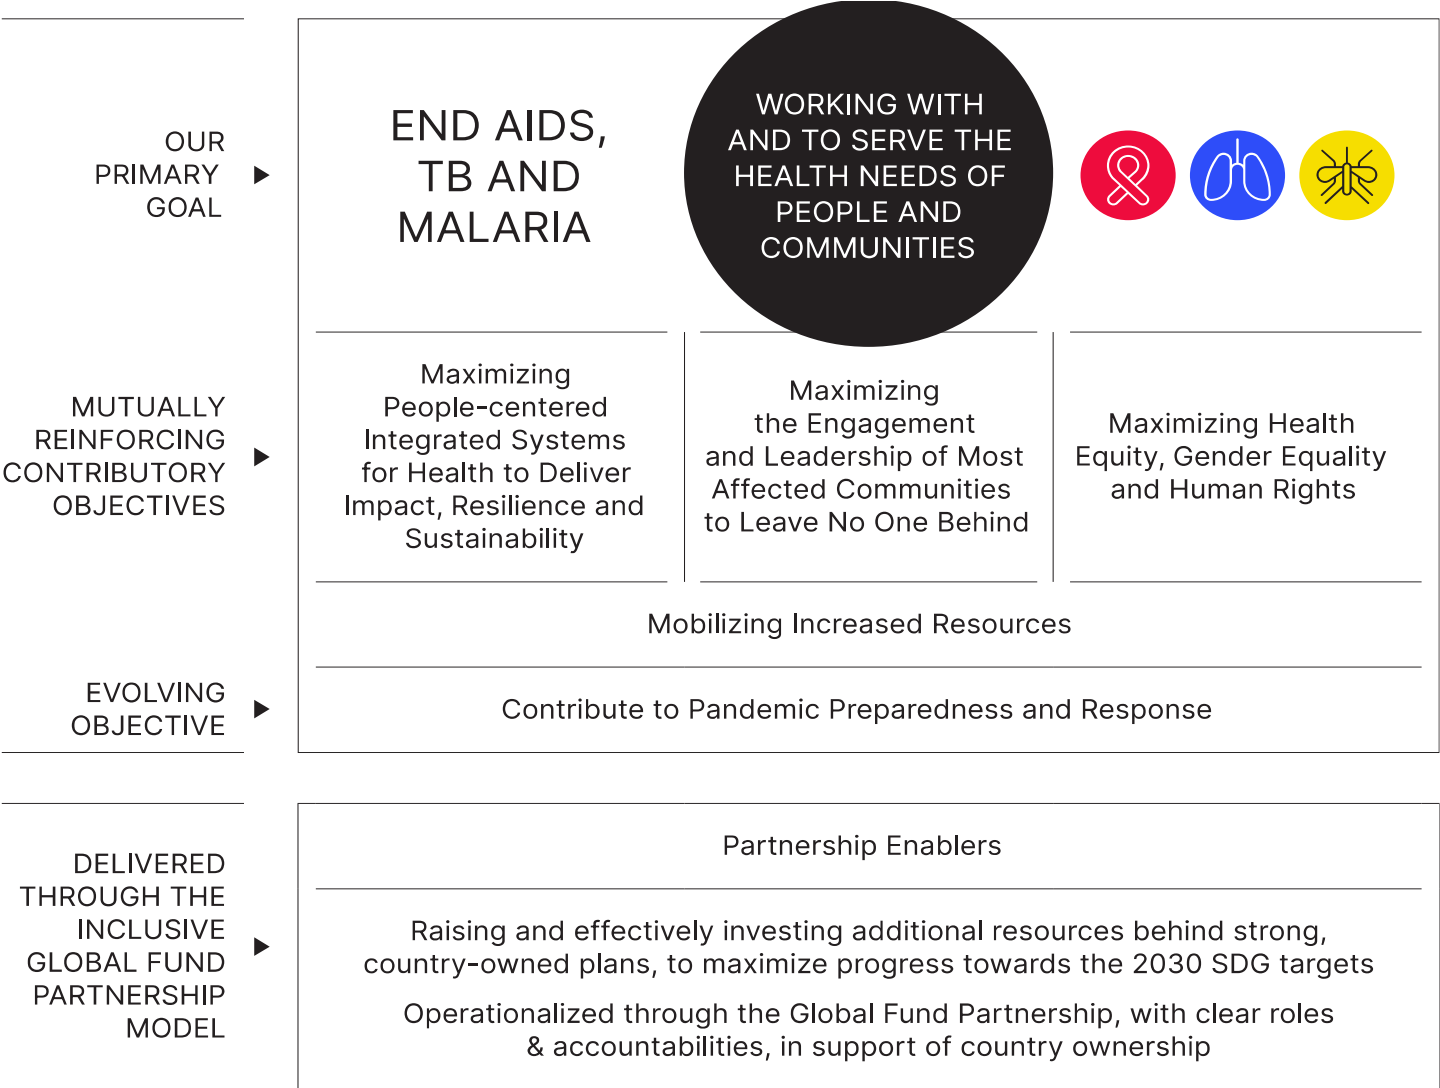 OUR
PRIMARY
GOAL
END AIDS,
TB AND
MALARIA
WORKING WITH
AND TO SERVE THE
HEALTH NEEDS OF
PEOPLE AND
COMMUNITIES
MUTUALLY
REINFORCING
CONTRIBUTORY
OBJECTIVES
Maximizing
People-centered
Integrated Systems
for Health to Deliver
Impact, Resilience and
Sustainability
Maximizing
the Engagement
and Leadership of Most
Affected Communities
to Leave No One Behind
Maximizing Health
Equity, Gender Equality
and Human Rights
Mobilizing Increased Resources
EVOLVING
OBJECTIVE
Contribute to Pandemic Preparedness and Response
DELIVERED
THROUGH THE
INCLUSIVE
GLOBAL FUND
PARTNERSHIP
MODEL
Partnership Enablers
Raising and effectively investing additional resources behind strong,
country-owned plans, to maximize progress towards the 2030 SDG targets
Operationalized through the Global Fund Partnership, with clear roles
& accountabilities, in support of country ownership